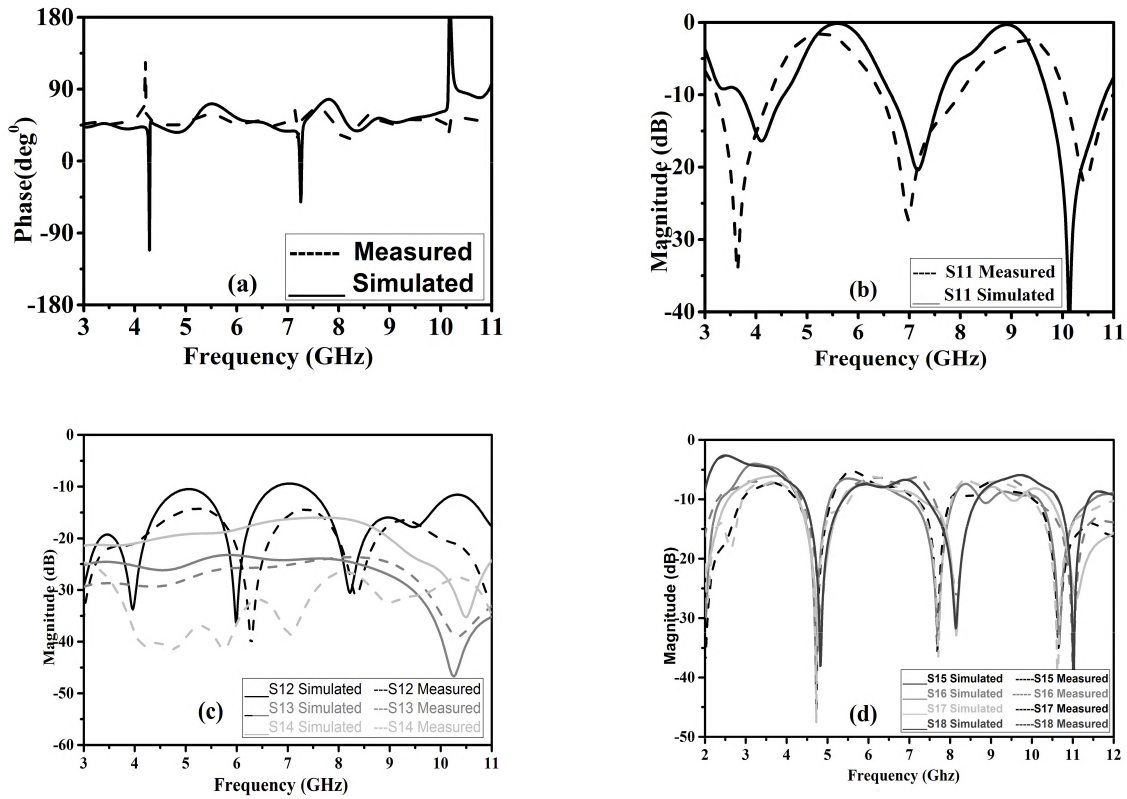 180
90
0
-90
-180
Phase(deg⁰)
Measured
Simulated
(a)
3 4 5 6 7 8 9 10 11
Frequency (GHz)
0
-10
-20
-30
-40
Magnitude (dB)
S11 Measured
S11 Simulated
(b)
3 4 5 6 7 8 9 10 11
Frequency (GHz)
0
-10
-20
-30
-40
-50
-60
Magnitude (dB)
(c)
S12 Simulated S12 Measured
S13 Simulated S13 Measured
S14 Simulated S14 Measured
3 4 5 6 7 8 9 10 11
Frequency (GHz)
0
-10
-20
-30
-40
-50
Magnitude (dB)
(d)
S15 Simulated S15 Measured
S16 Simulated S16 Measured
S17 Simulated S17 Measured
S18 Simulated S18 Measured
2 3 4 5 6 7 8 9 10 11 12
Frequency (Ghz)